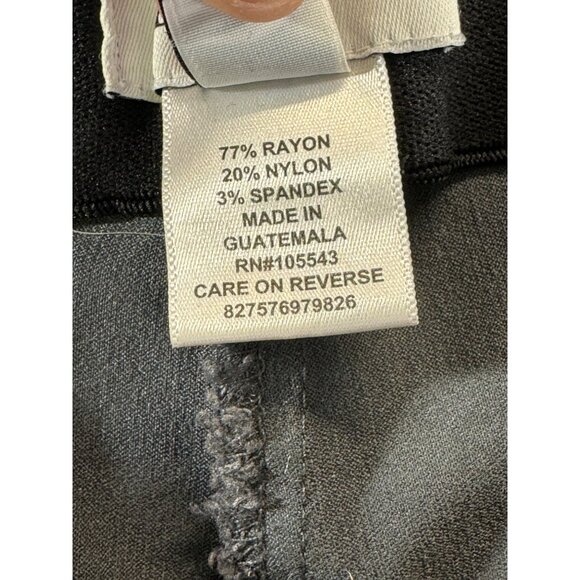 77% RAYON
20% NYLON
3% SPANDEX
MADE IN
GUATEMALA
RN#105543
CARE ON REVERSE
827576979826